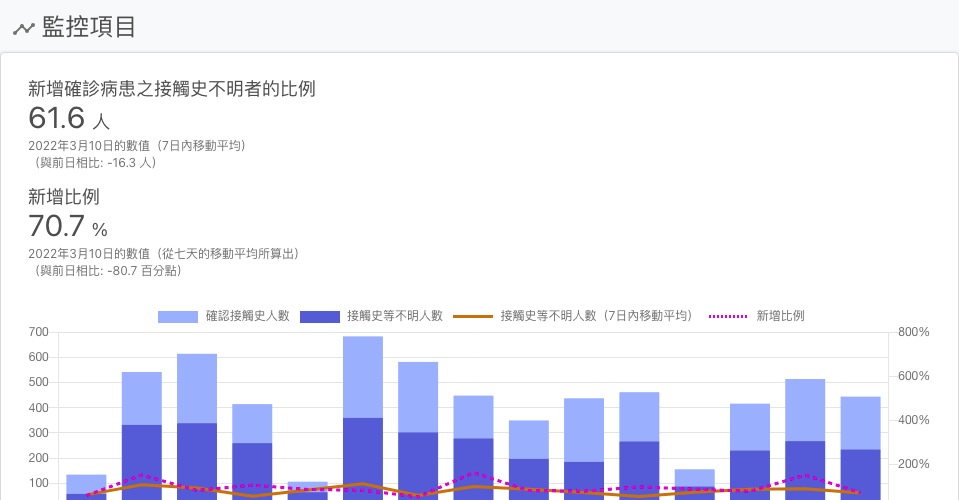 監控項目
新增確診病患之接觸史不明者的比例
61.6 人
2022年3月10日的數值（7日內移動平均）
（與前日相比: -16.3 人）
新增比例
70.7 %
2022年3月10日的數值（從七天的移動平均所算出）
（與前日相比: -80.7 百分點）
確認接觸史人數 接觸史等不明人數 接觸史等不明人數（7日內移動平均） 新增比例
700 800%
600 600%
500
400 400%
300
200 200%
100